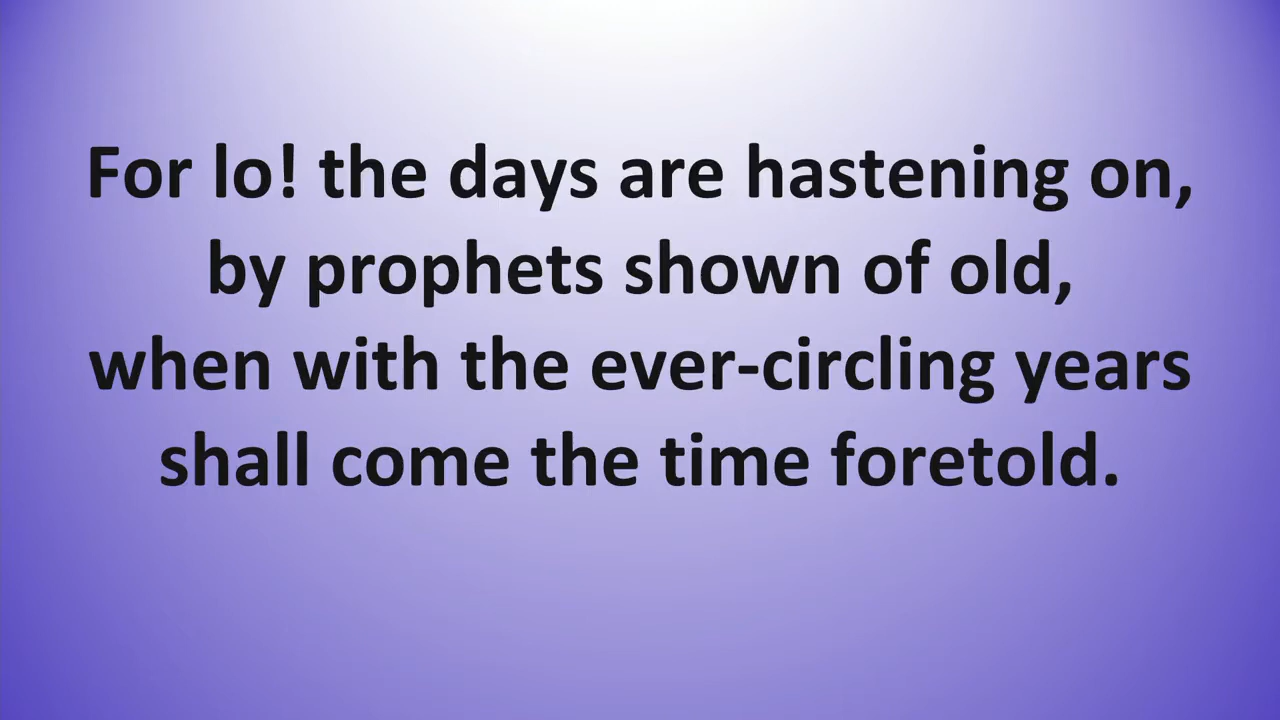 For lo! the days are hastening on,
by prophets shown of old,
when with the ever-circling years
shall come the time foretold.